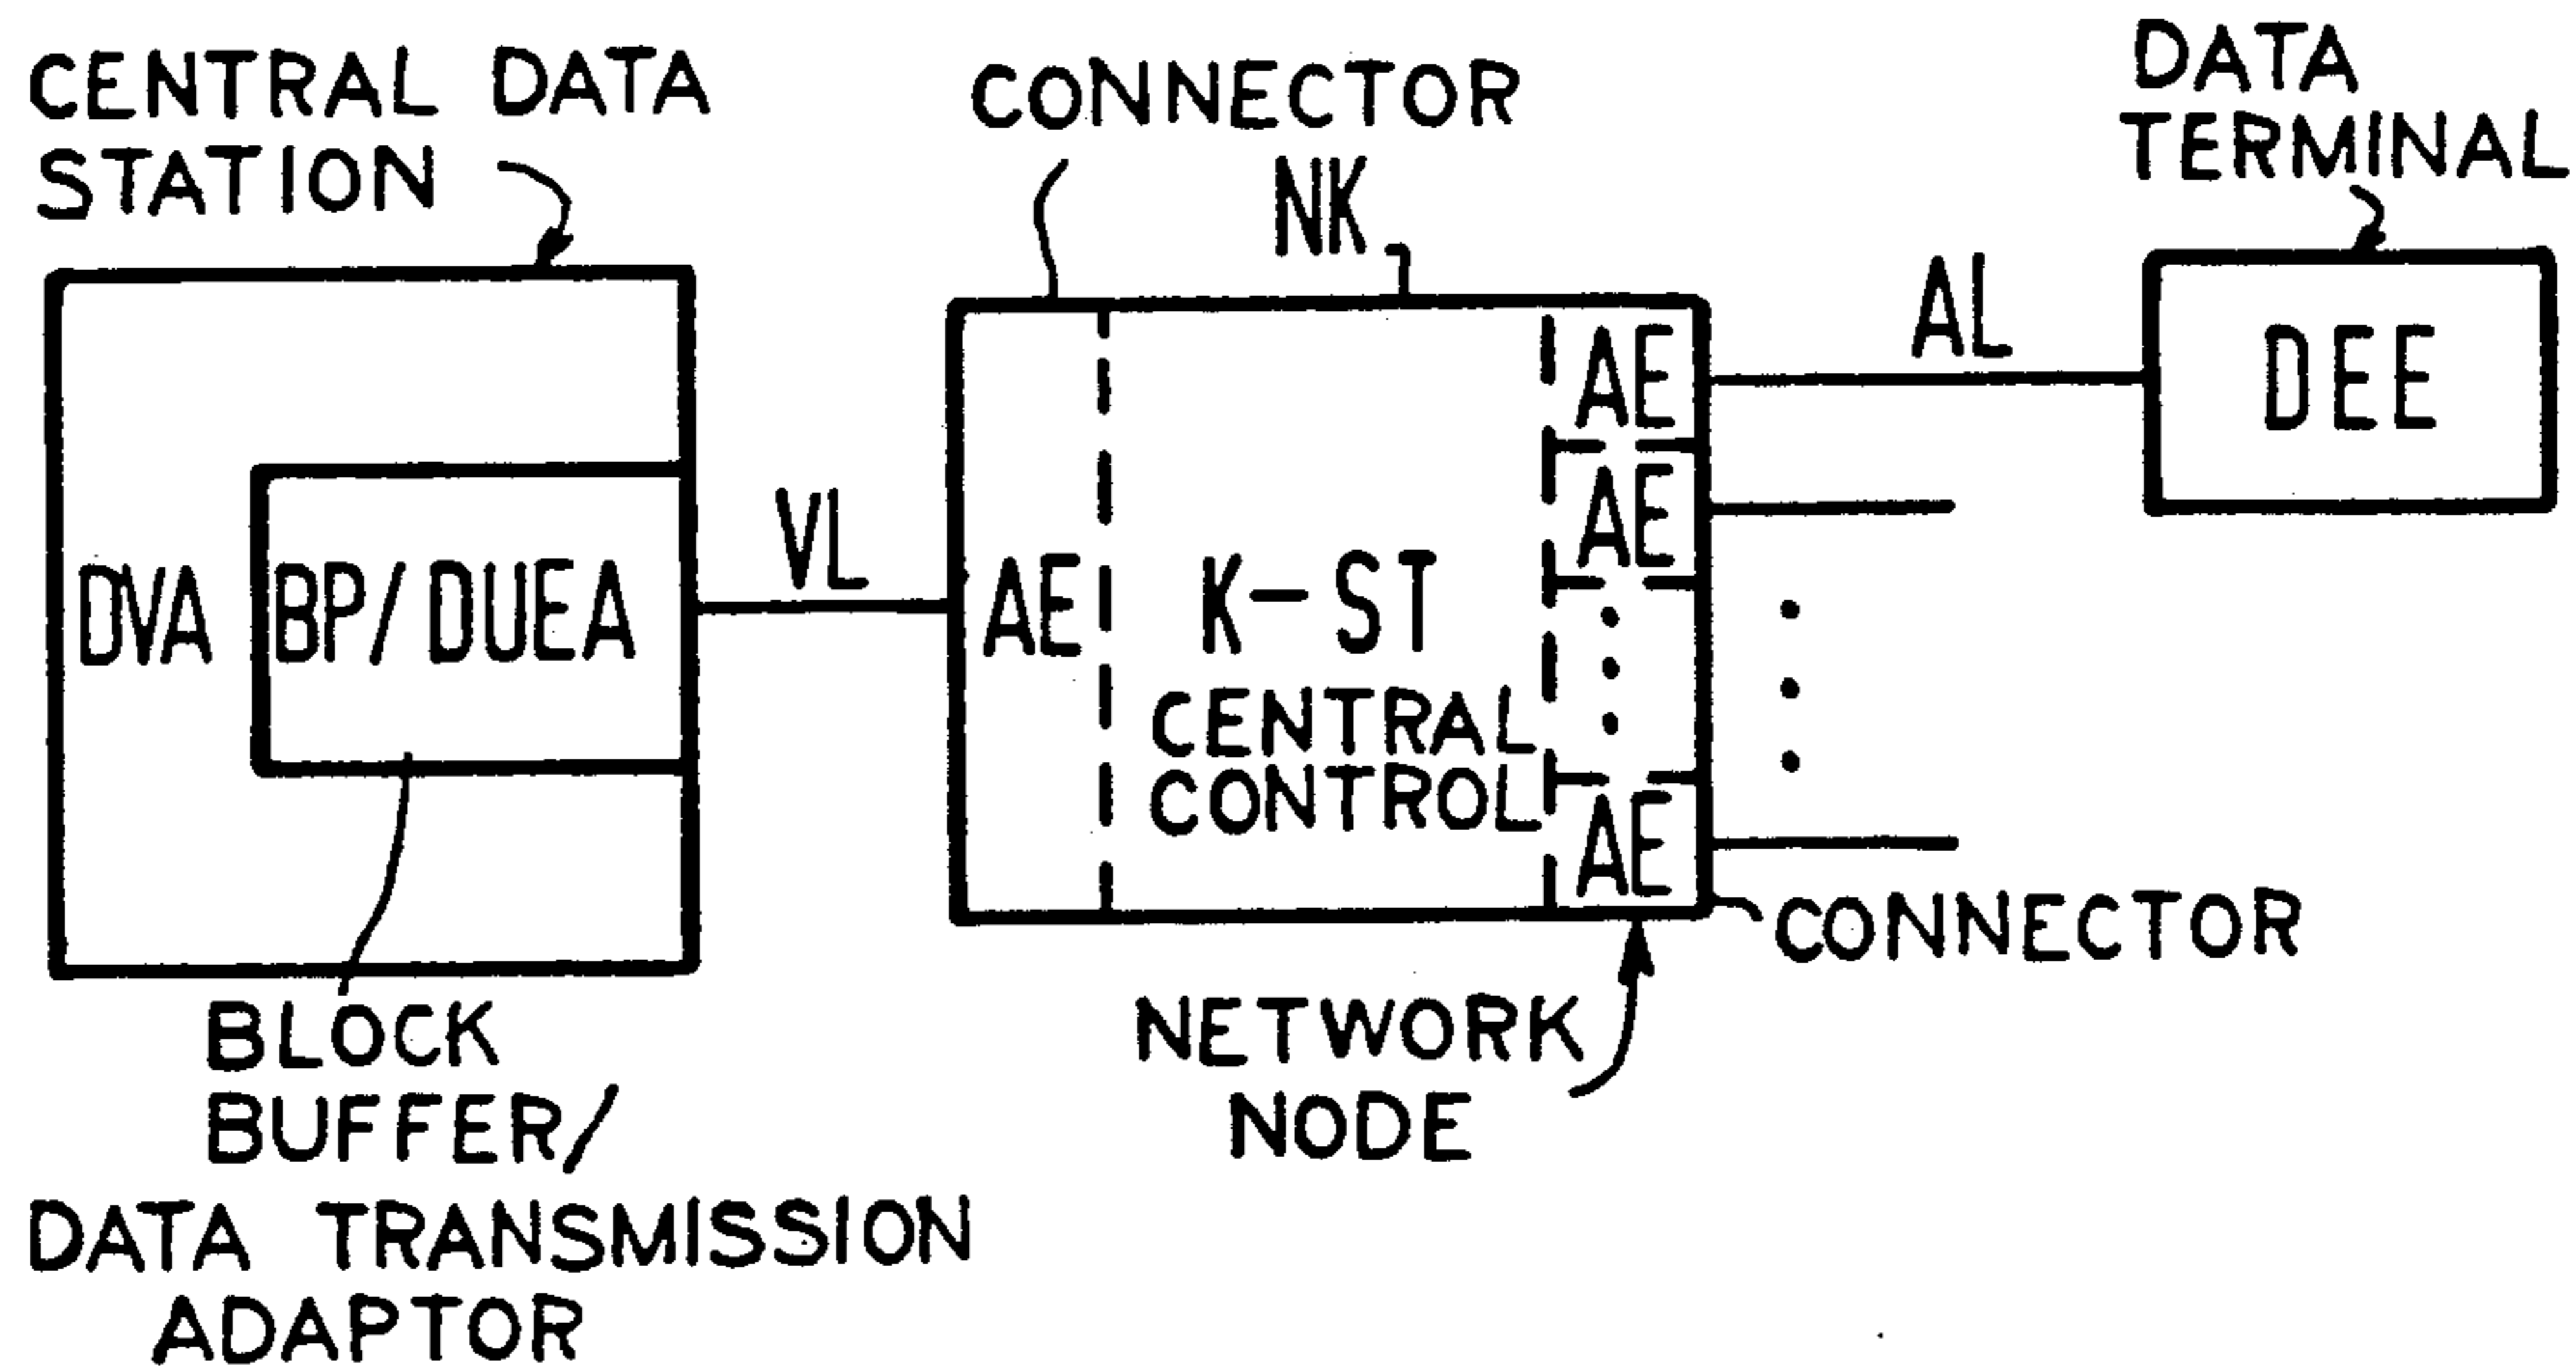 CENTRAL DATA
STATION
CONNECTOR
NK
DATA
TERMINAL
AL
DEE
DVA
BP/DUEA
VL
AE
K-ST
CENTRAL
CONTROL
AE
AE
AE
CONNECTOR
NETWORK
NODE
BLOCK
BUFFER/
DATA TRANSMISSION
ADAPTOR